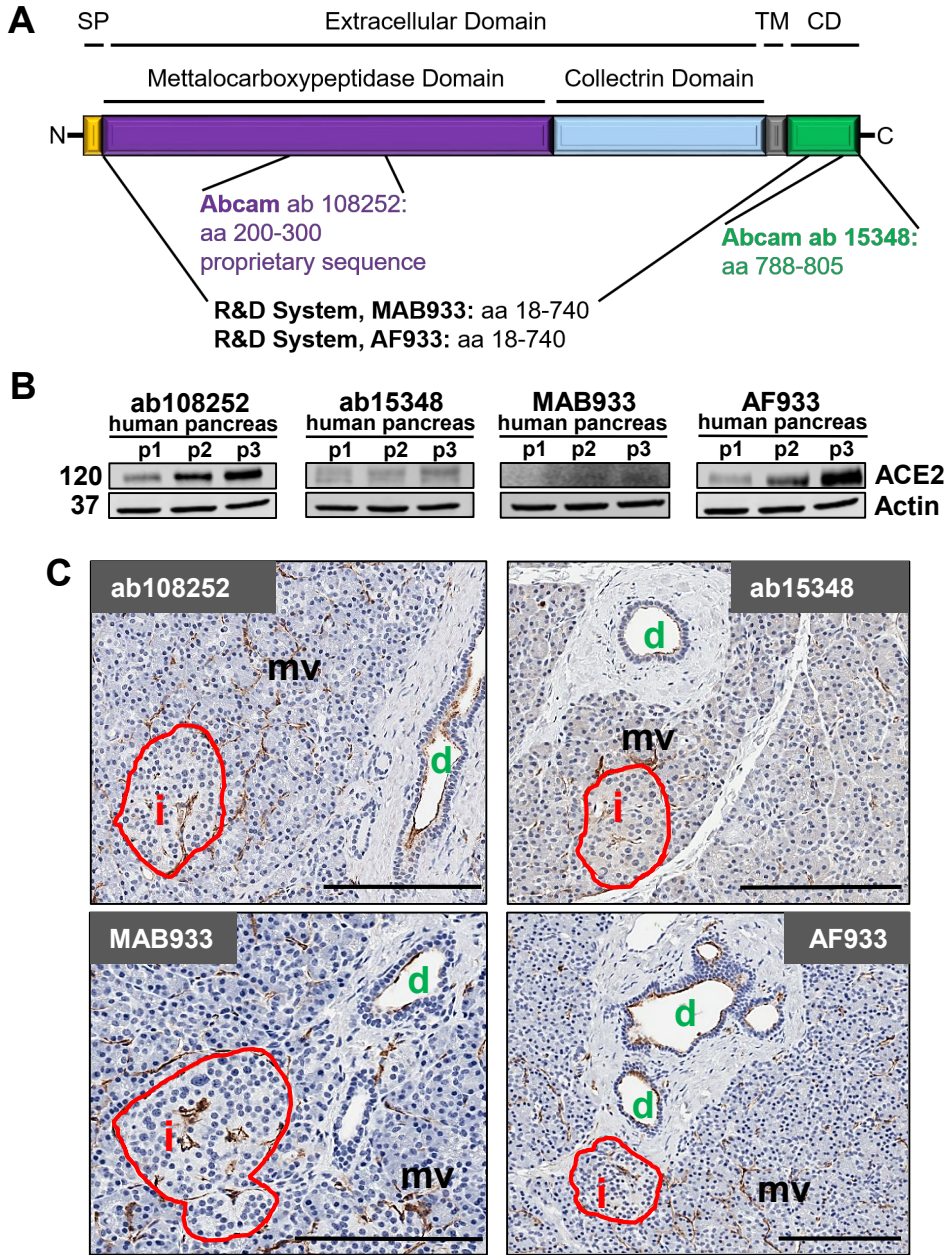 A
SP Extracellular Domain TM CD
Mettalocarboxypeptidase Domain Collectrin Domain
N C
Abcam ab 108252:
aa 200-300
proprietary sequence
Abcam ab 15348:
aa 788-805
R&D System, MAB933: aa 18-740
R&D System, AF933: aa 18-740
B
ab108252 ab15348 MAB933 AF933
human pancreas human pancreas human pancreas human pancreas
p1 p2 p3 p1 p2 p3 p1 p2 p3 p1 p2 p3
120 ACE2
37 Actin
C
ab108252
mv
d
i
ab15348
d
mv
i
MAB933
d
i
mv
AF933
d
d
i
mv